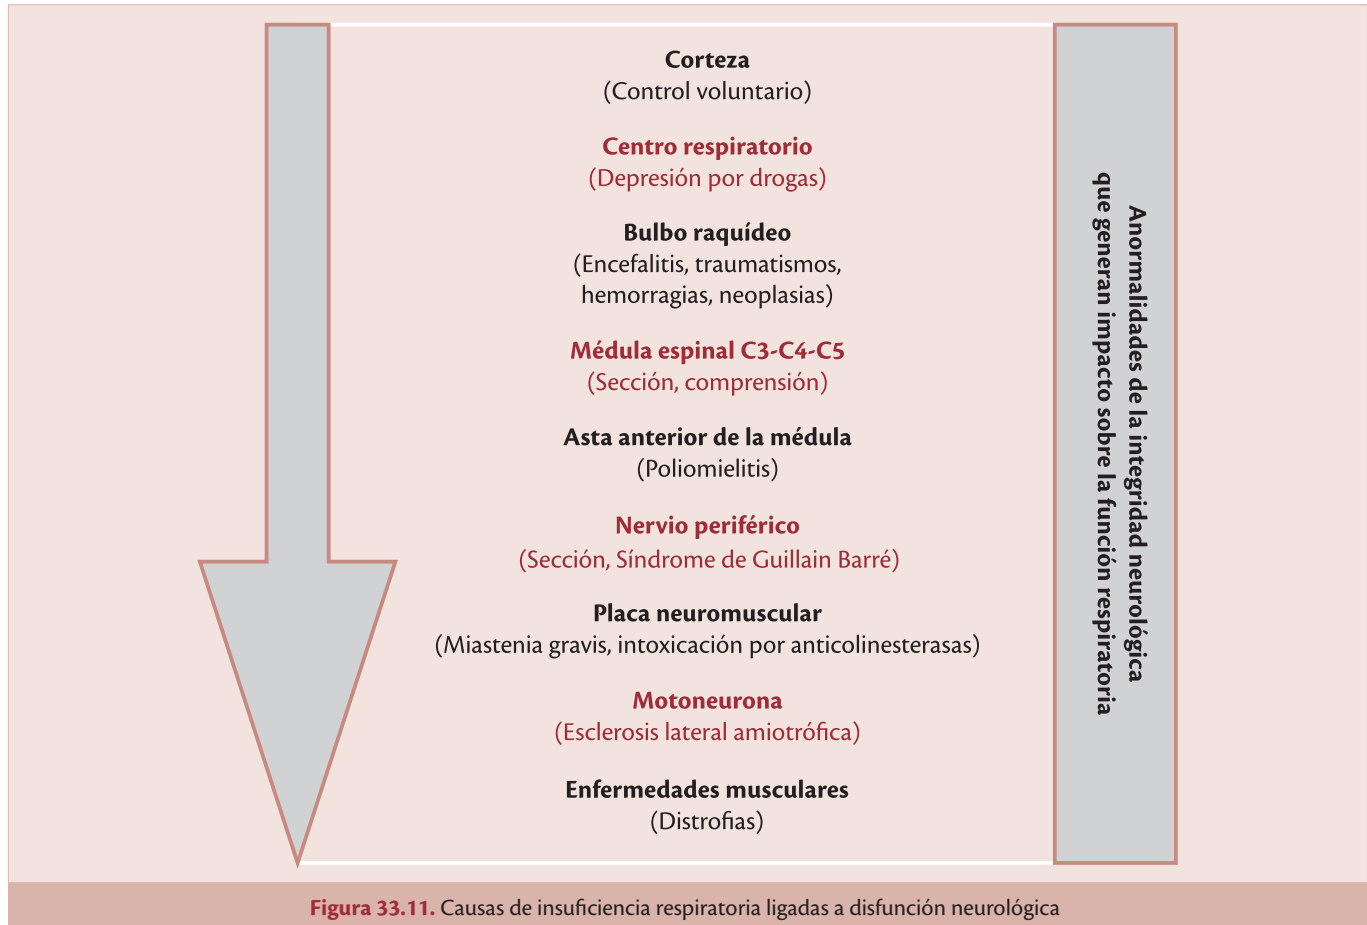 Corteza
(Control voluntario)
Centro respiratorio
(Depresión por drogas)
Bulbo raquídeo
(Encefalitis, traumatismos,
hemorragias, neoplasias)
Médula espinal C3-C4-C5
(Sección, comprensión)
Asta anterior de la médula
(Poliomielitis)
Nervio periférico
(Sección, Síndrome de Guillain Barré)
Placa neuromuscular
(Miastenia gravis, intoxicación por anticolinesterasas)
Motoneurona
(Esclerosis lateral amiotrófica)
Enfermedades musculares
(Distrofias)
Anormalidades de la integridad neurológica
que generan impacto sobre la función respiratoria
Figura 33.11. Causas de insuficiencia respiratoria ligadas a disfunción neurológica